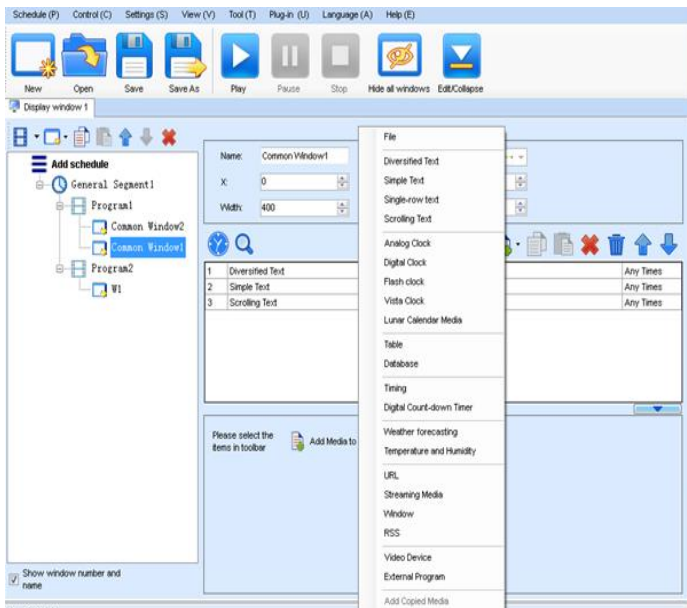 Schedule (P) Control (C) Settings (S) View (V) Tool (T) Plug-in (U) Language (A) Help (E)
New Open Save Save As Play Pause Stop Hide all windows Edit/Collapse
Display window 1
Add schedule
General Segment1
Program1
Common Window2
Common Window1
Program2
W1
Show window number and
name
Name: Common Window1
X: 0
Width: 400
1 Diversified Text Any Times
2 Simple Text Any Times
3 Scrolling Text Any Times
Please select the
items in toolbar
Add Media to
File
Diversified Text
Simple Text
Single-row text
Scrolling Text
Analog Clock
Digital Clock
Flash clock
Vista Clock
Lunar Calendar Media
Table
Database
Timing
Digital Count-down Timer
Weather forecasting
Temperature and Humidity
URL
Streaming Media
Window
RSS
Video Device
External Program
Add Copied Media